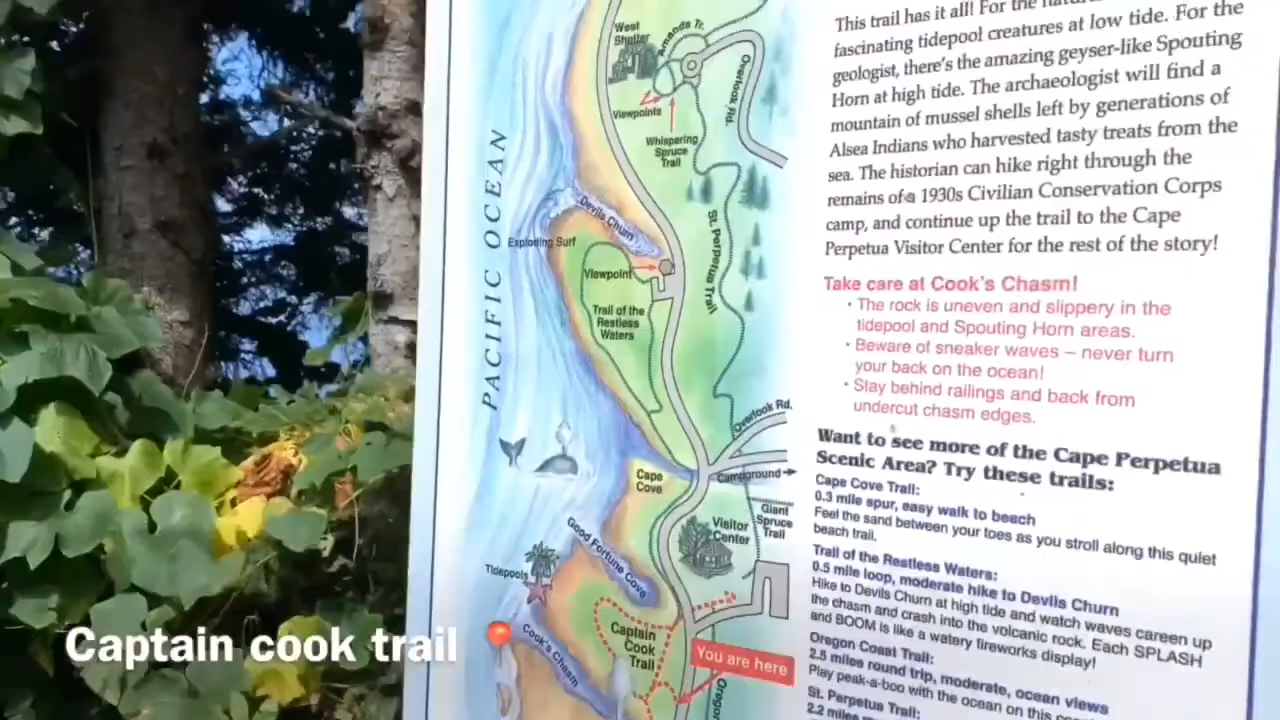 West
Shelter
Amanda Tr.
Overlook Rd.
Viewpoints
Whispering
Spruce
Trail
PACIFIC OCEAN
Devils Churn
Exploding Surf
Viewpoint
St. Perpetua Trail
Trail of the
Restless
Waters
Overlook Rd.
Campground
Cape
Cove
Giant
Spruce
Trail
Visitor
Center
Good Fortune Cove
Tidepools
Captain
Cook
Trail
Cook's Chasm
You are here
This trail has it all! For the
fascinating tidepool creatures at low tide. For the
geologist, there's the amazing geyser-like Spouting
Horn at high tide. The archaeologist will find a
mountain of mussel shells left by generations of
Alsea Indians who harvested tasty treats from the
sea. The historian can hike right through the
remains of a 1930s Civilian Conservation Corps
camp, and continue up the trail to the Cape
Perpetua Visitor Center for the rest of the story!
Take care at Cook's Chasm!
• The rock is uneven and slippery in the
tidepool and Spouting Horn areas.
• Beware of sneaker waves – never turn
your back on the ocean!
• Stay behind railings and back from
undercut chasm edges.
Want to see more of the Cape Perpetua
Scenic Area? Try these trails:
Cape Cove Trail:
0.3 mile spur, easy walk to beach
Feel the sand between your toes as you stroll along this quiet
beach trail.
Trail of the Restless Waters:
0.5 mile loop, moderate hike to Devils Churn
Hike to Devils Churn at high tide and watch waves careen up
the chasm and crash into the volcanic rock. Each SPLASH
and BOOM is like a watery fireworks display!
Oregon Coast Trail:
2.5 miles round trip, moderate, ocean views
Play peak-a-boo with the ocean on this
St. Perpetua Trail:
2.2 miles
Captain cook trail